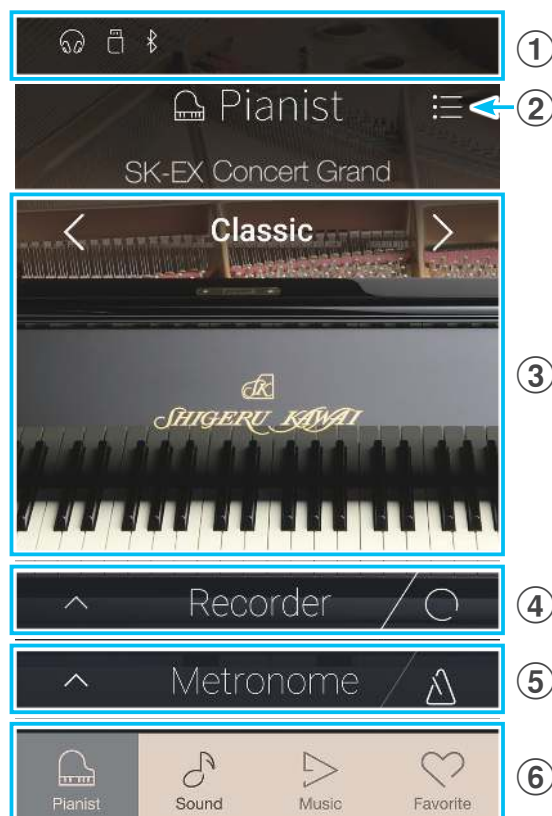 ①
Pianist
②
SK-EX Concert Grand
Classic
③
SK
SHIGERU KAWAI
Recorder
④
Metronome
⑤
⑥
Pianist Sound Music Favorite